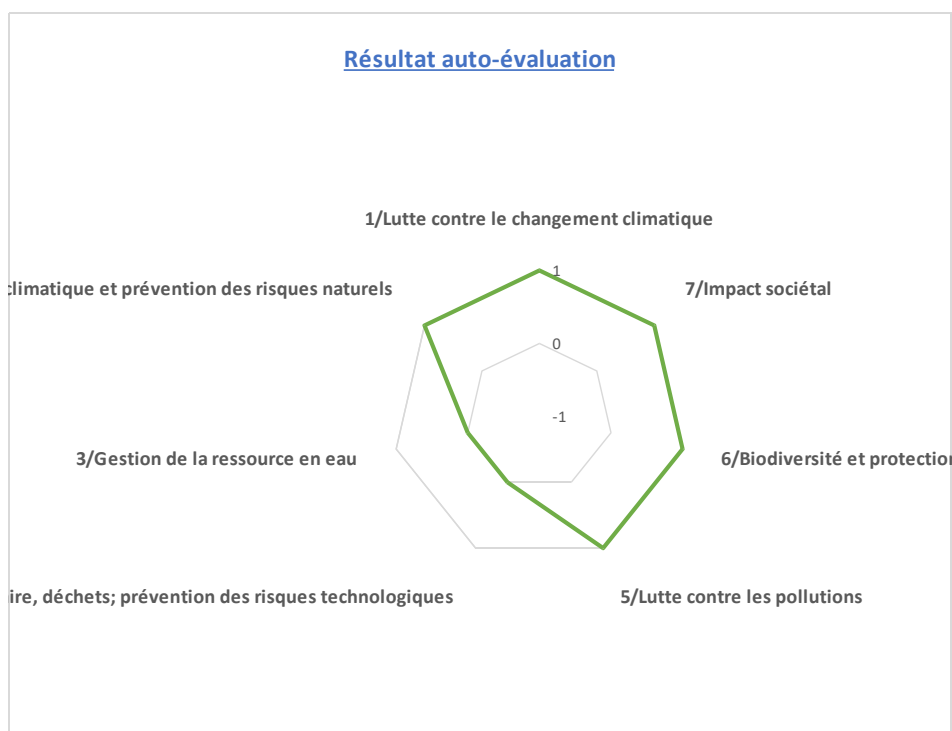 Résultat auto-évaluation
1/Lutte contre le changement climatique
1
climatique et prévention des risques naturels
7/Impact sociétal
0
-1
3/Gestion de la ressource en eau
6/Biodiversité et protection
ire, déchets; prévention des risques technologiques
5/Lutte contre les pollutions